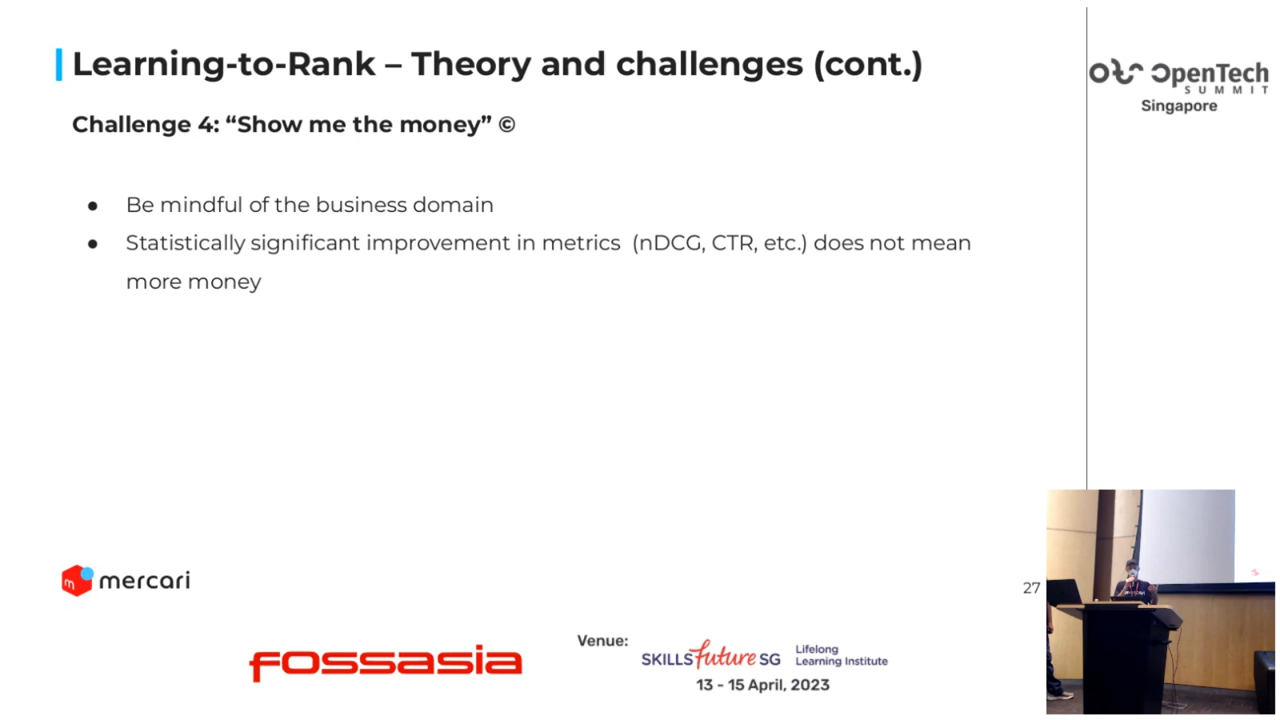 Learning-to-Rank – Theory and challenges (cont.)
Challenge 4: “Show me the money” ©
● Be mindful of the business domain
● Statistically significant improvement in metrics (nDCG, CTR, etc.) does not mean
more money
OpenTech
SUMMIT
Singapore
mercari
27
fossasia
Venue:
SKILLSfuture SG
Lifelong
Learning Institute
13 - 15 April, 2023